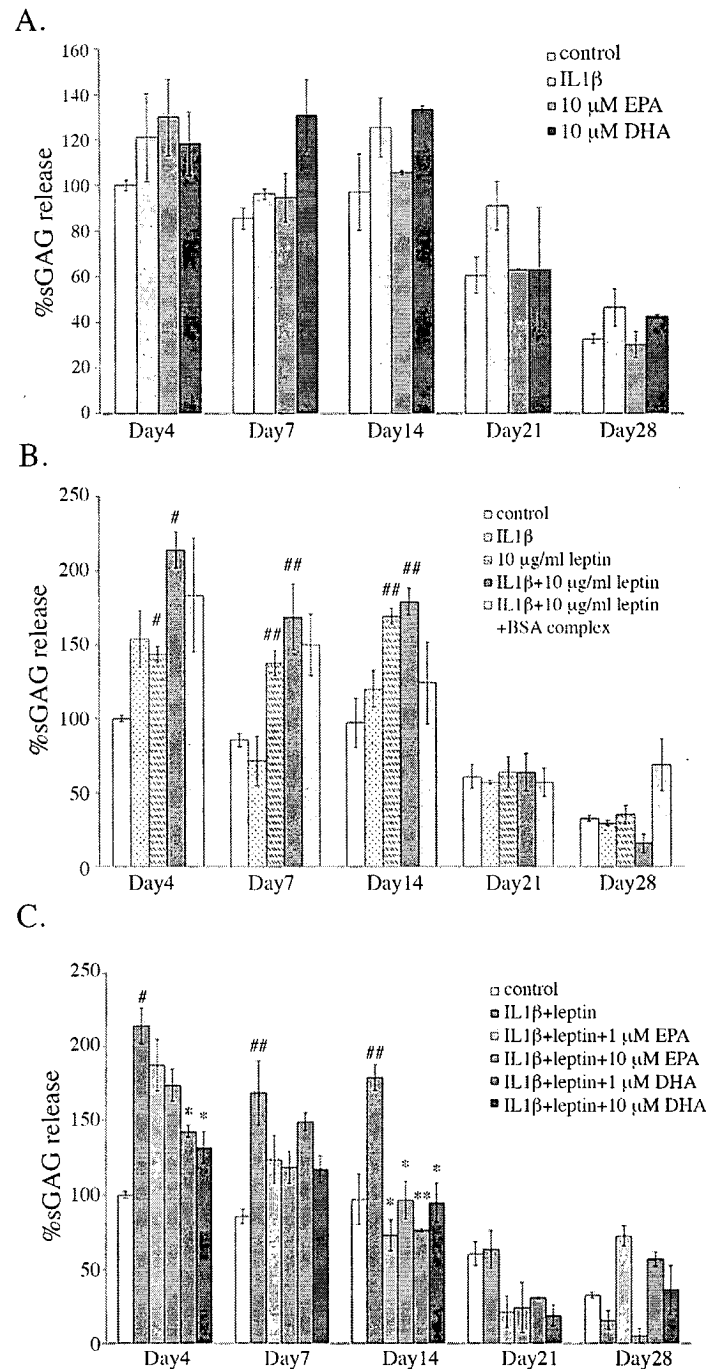 A.
%sGAG release
160
140
120
100
80
60
40
20
0
control
IL1β
10 μM EPA
10 μM DHA
Day4 Day7 Day14 Day21 Day28
B.
%sGAG release
250
200
150
100
50
0
# # ## ## ## ##
control
IL1β
10 μg/ml leptin
IL1β+10 μg/ml leptin
IL1β+10 μg/ml leptin
+BSA complex
Day4 Day7 Day14 Day21 Day28
C.
%sGAG release
250
200
150
100
50
0
# * * ## ## * * ** *
control
IL1β+leptin
IL1β+leptin+1 μM EPA
IL1β+leptin+10 μM EPA
IL1β+leptin+1 μM DHA
IL1β+leptin+10 μM DHA
Day4 Day7 Day14 Day21 Day28